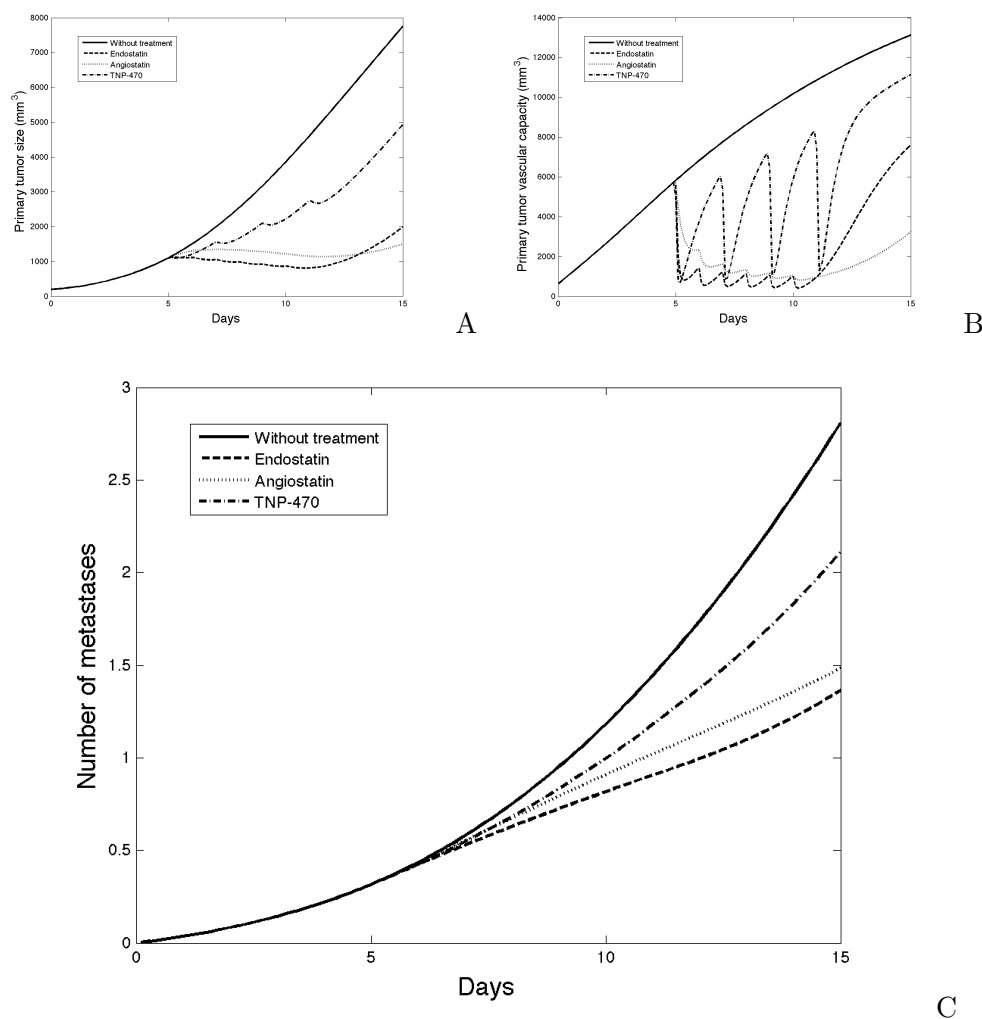 8000
7000
6000
5000
4000
3000
2000
1000
0
Primary tumor size (mm3)
Without treatment
Endostatin
Angiostatin
TNP-470
0 5 10 15
Days
A
14000
12000
10000
8000
6000
4000
2000
0
Primary tumor vascular capacity (mm3)
Without treatment
Endostatin
Angiostatin
TNP-470
0 5 10 15
Days
B
3
2.5
2
1.5
1
0.5
0
Number of metastases
Without treatment
Endostatin
Angiostatin
TNP-470
0 5 10 15
Days
C